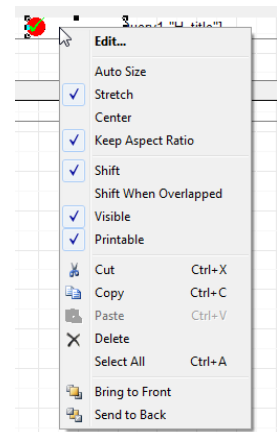 "H_title"]
Edit...
Auto Size
Stretch
Center
Keep Aspect Ratio
Shift
Shift When Overlapped
Visible
Printable
Cut Ctrl+X
Copy Ctrl+C
Paste Ctrl+V
Delete
Select All Ctrl+A
Bring to Front
Send to Back